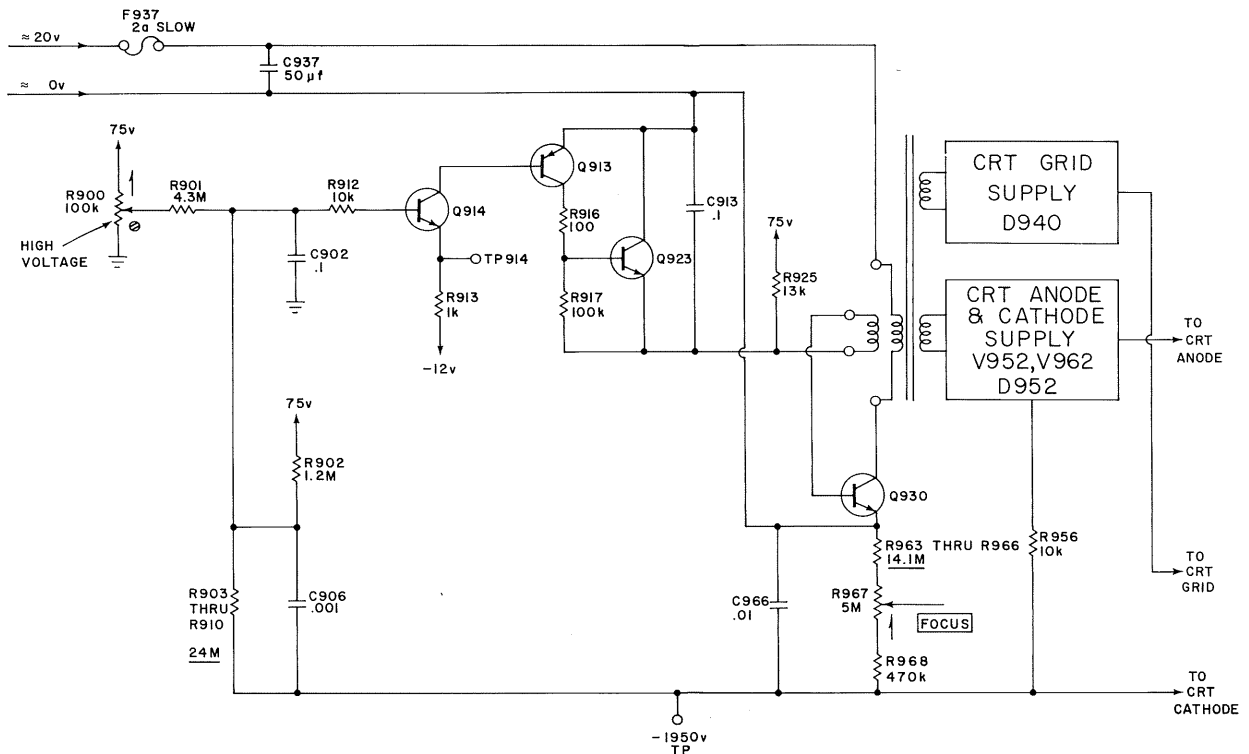 F937
2a SLOW
≈ 20v
C937
50 µf
≈ 0v
75v
R900
100k
HIGH
VOLTAGE
R901
4.3M
R912
10k
C902
.1
Q914
TP914
R913
1k
-12v
Q913
R916
100
R917
100k
Q923
C913
.1
75v
R925
13k
CRT GRID
SUPPLY
D940
CRT ANODE
& CATHODE
SUPPLY
V952,V962
D952
TO
CRT
ANODE
75v
R902
1.2M
R903
THRU
R910
24M
C906
.001
Q930
R963 THRU R966
14.1M
R956
10k
C966
.01
R967
5M
FOCUS
R968
470k
TO
CRT
GRID
TO
CRT
CATHODE
-1950v
TP